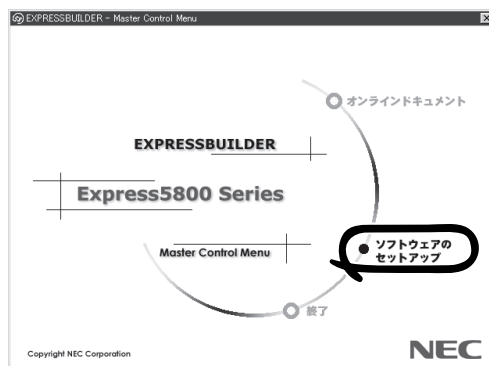 EXPRESSBUILDER - Master Control Menu
オンラインドキュメント
EXPRESSBUILDER
Express5800 Series
ソフトウェアの
セットアップ
Master Control Menu
終了
Copyright NEC Corporation
NEC